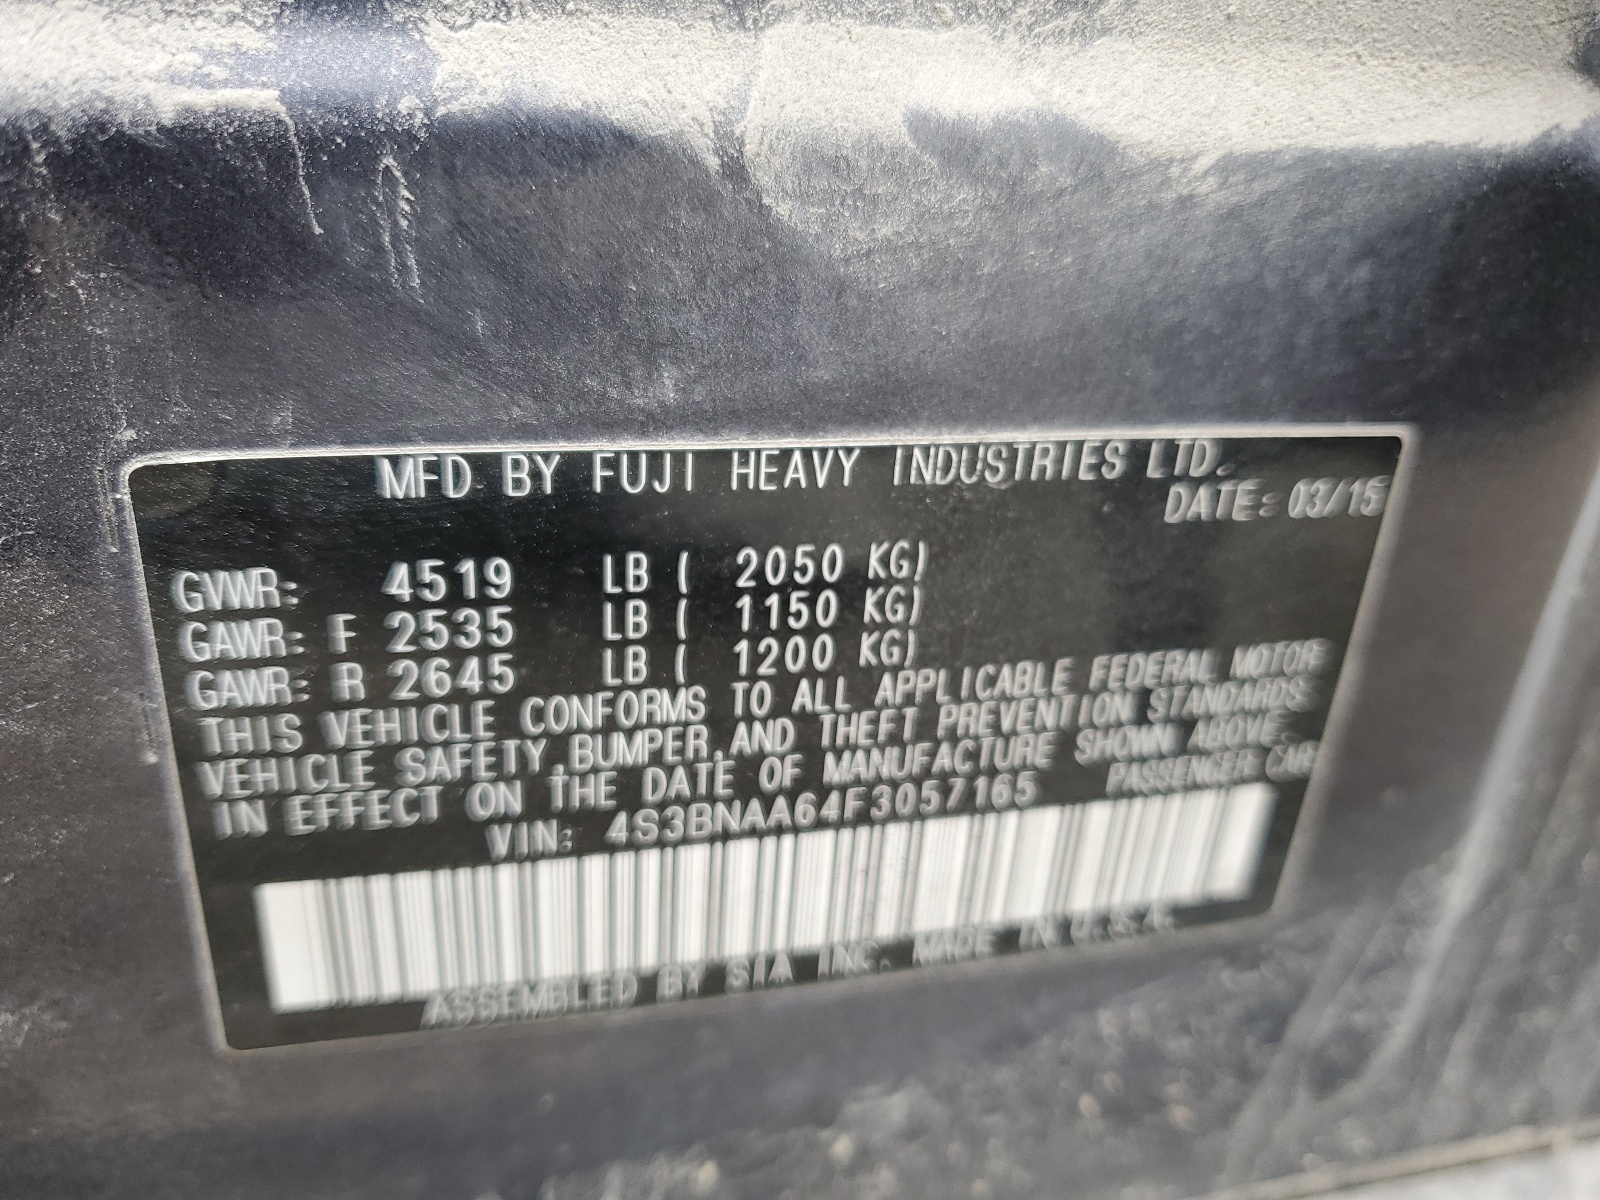 MFD BY FUJI HEAVY INDUSTRIES LTD.
DATE: 03/15
GVWR: 4519 LB ( 2050 KG)
GAWR: F 2535 LB ( 1150 KG)
GAWR: R 2645 LB ( 1200 KG)
THIS VEHICLE CONFORMS TO ALL APPLICABLE FEDERAL MOTOR
VEHICLE SAFETY, BUMPER, AND THEFT PREVENTION STANDARDS
IN EFFECT ON THE DATE OF MANUFACTURE SHOWN ABOVE.
VIN: 4S3BNAA64F3057165 PASSENGER CAR
ASSEMBLED BY SIA INC. MADE IN U.S.A.